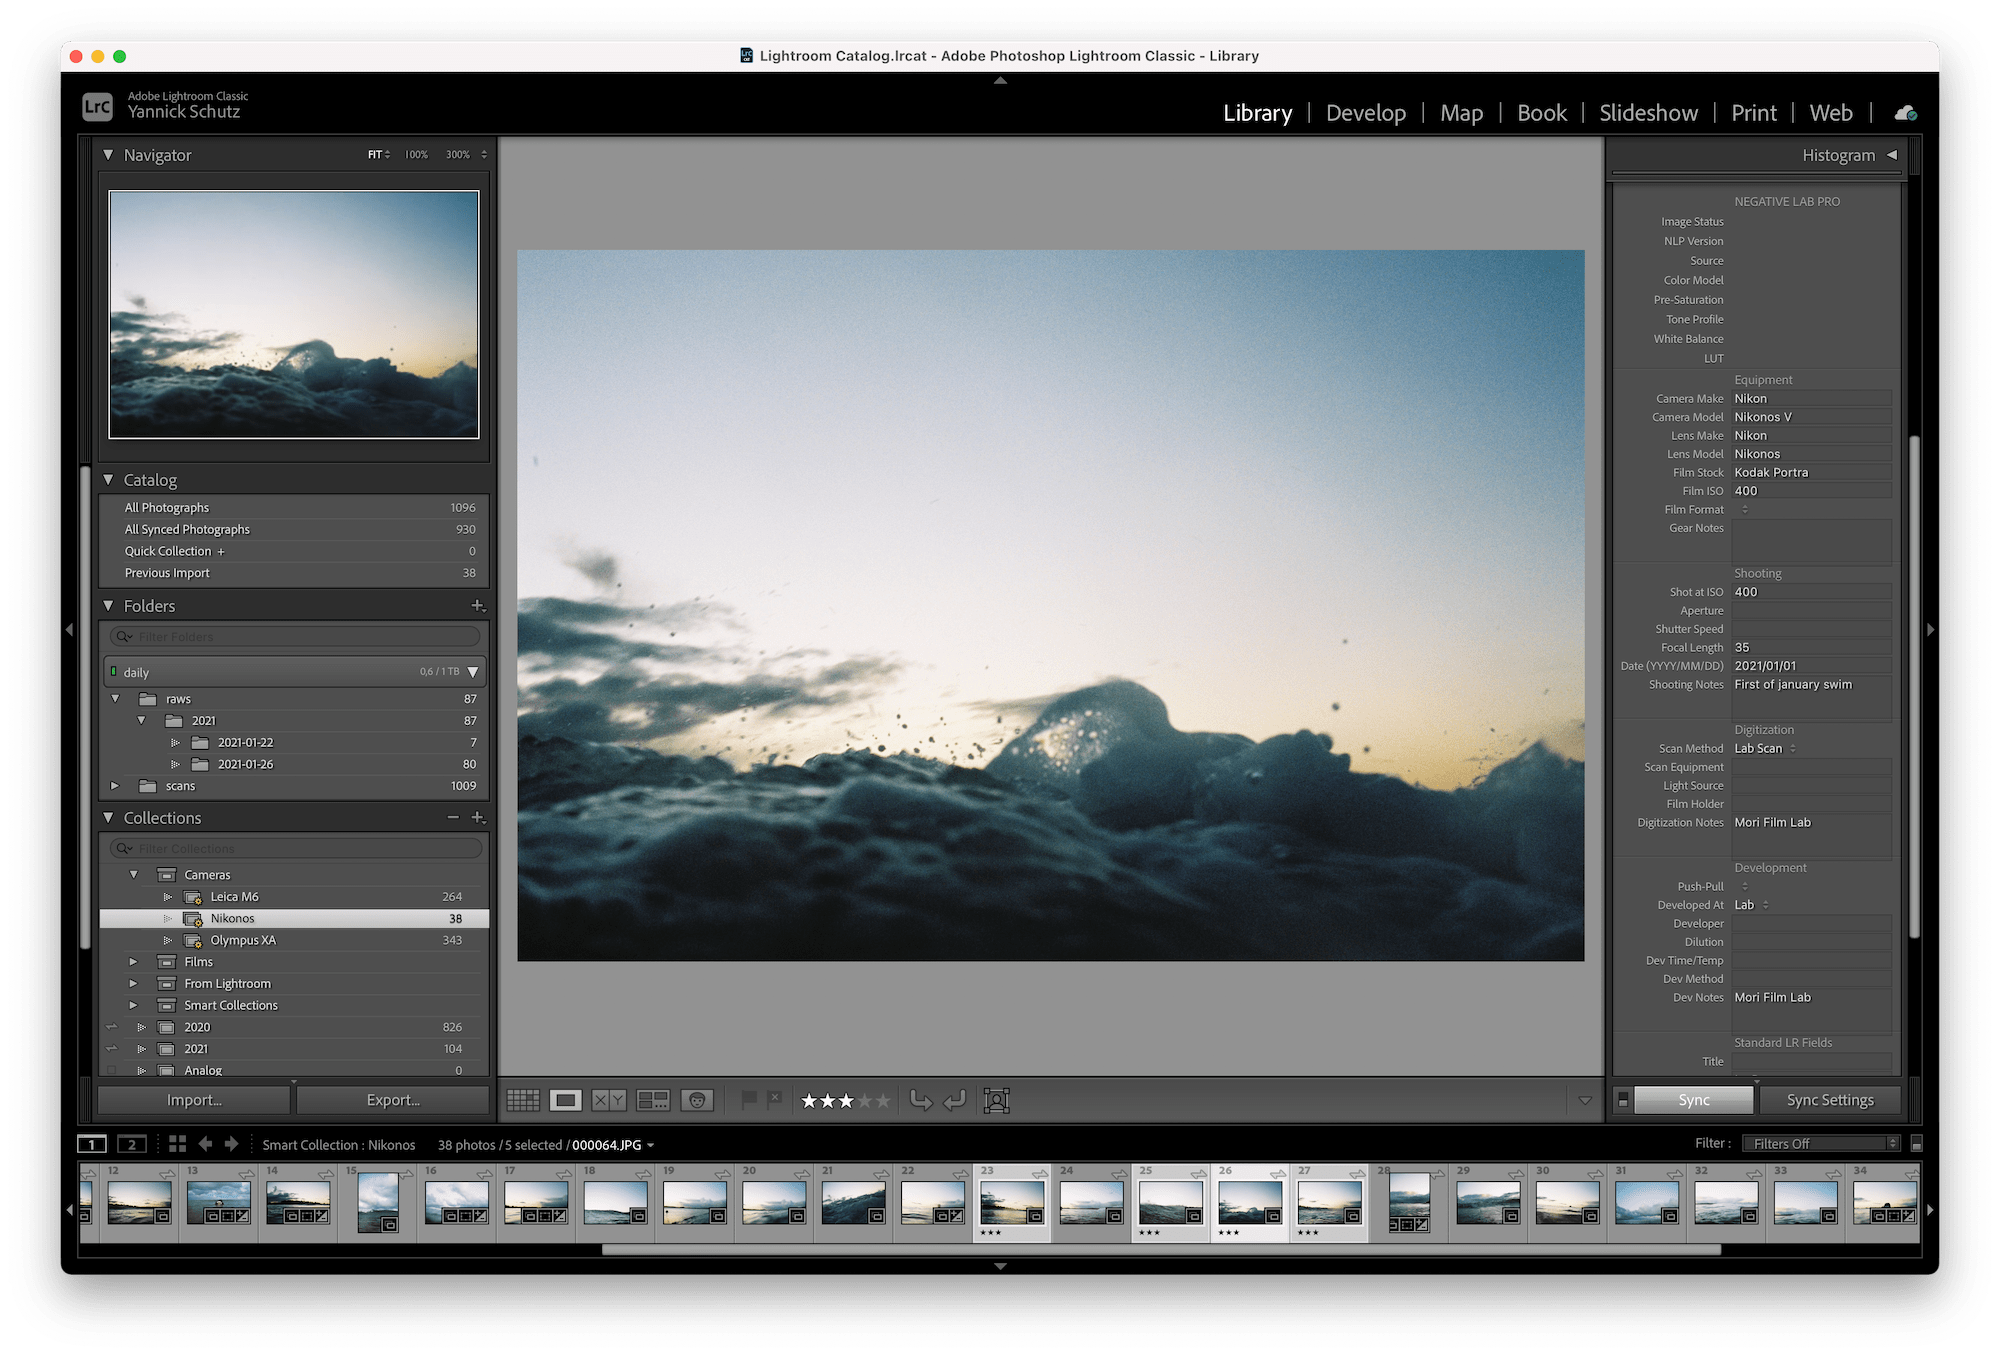 Lightroom Catalog.lrcat - Adobe Photoshop Lightroom Classic - Library
LrC
Adobe Lightroom Classic
Yannick Schutz
Library | Develop | Map | Book | Slideshow | Print | Web |
Navigator
FIT 100% 300%
Catalog
All Photographs 1096
All Synced Photographs 930
Quick Collection + 0
Previous Import 38
Folders
Filter Folders
daily 0,6 / 1 TB
raws 87
2021 87
2021-01-22 7
2021-01-26 80
scans 1009
Collections
Filter Collections
Cameras
Leica M6 264
Nikonos 38
Olympus XA 343
Films
From Lightroom
Smart Collections
2020 826
2021 104
Analog 0
Import...
Export...
XY
Histogram
NEGATIVE LAB PRO
Image Status
NLP Version
Source
Color Model
Pre-Saturation
Tone Profile
White Balance
LUT
Equipment
Camera Make Nikon
Camera Model Nikonos V
Lens Make Nikon
Lens Model Nikonos
Film Stock Kodak Portra
Film ISO 400
Film Format
Gear Notes
Shooting
Shot at ISO 400
Aperture
Shutter Speed
Focal Length 35
Date (YYYY/MM/DD) 2021/01/01
Shooting Notes First of january swim
Digitization
Scan Method Lab Scan
Scan Equipment
Light Source
Film Holder
Digitization Notes Mori Film Lab
Development
Push-Pull
Developed At Lab
Developer
Dilution
Dev Time/Temp
Dev Method
Dev Notes Mori Film Lab
Standard LR Fields
Title
Sync
Sync Settings
1 2
Smart Collection : Nikonos
38 photos / 5 selected / 000064.JPG
Filter : Filters Off
12 13 14 15 16 17 18 19 20 21 22 23 24 25 26 27 28 29 30 31 32 33 34